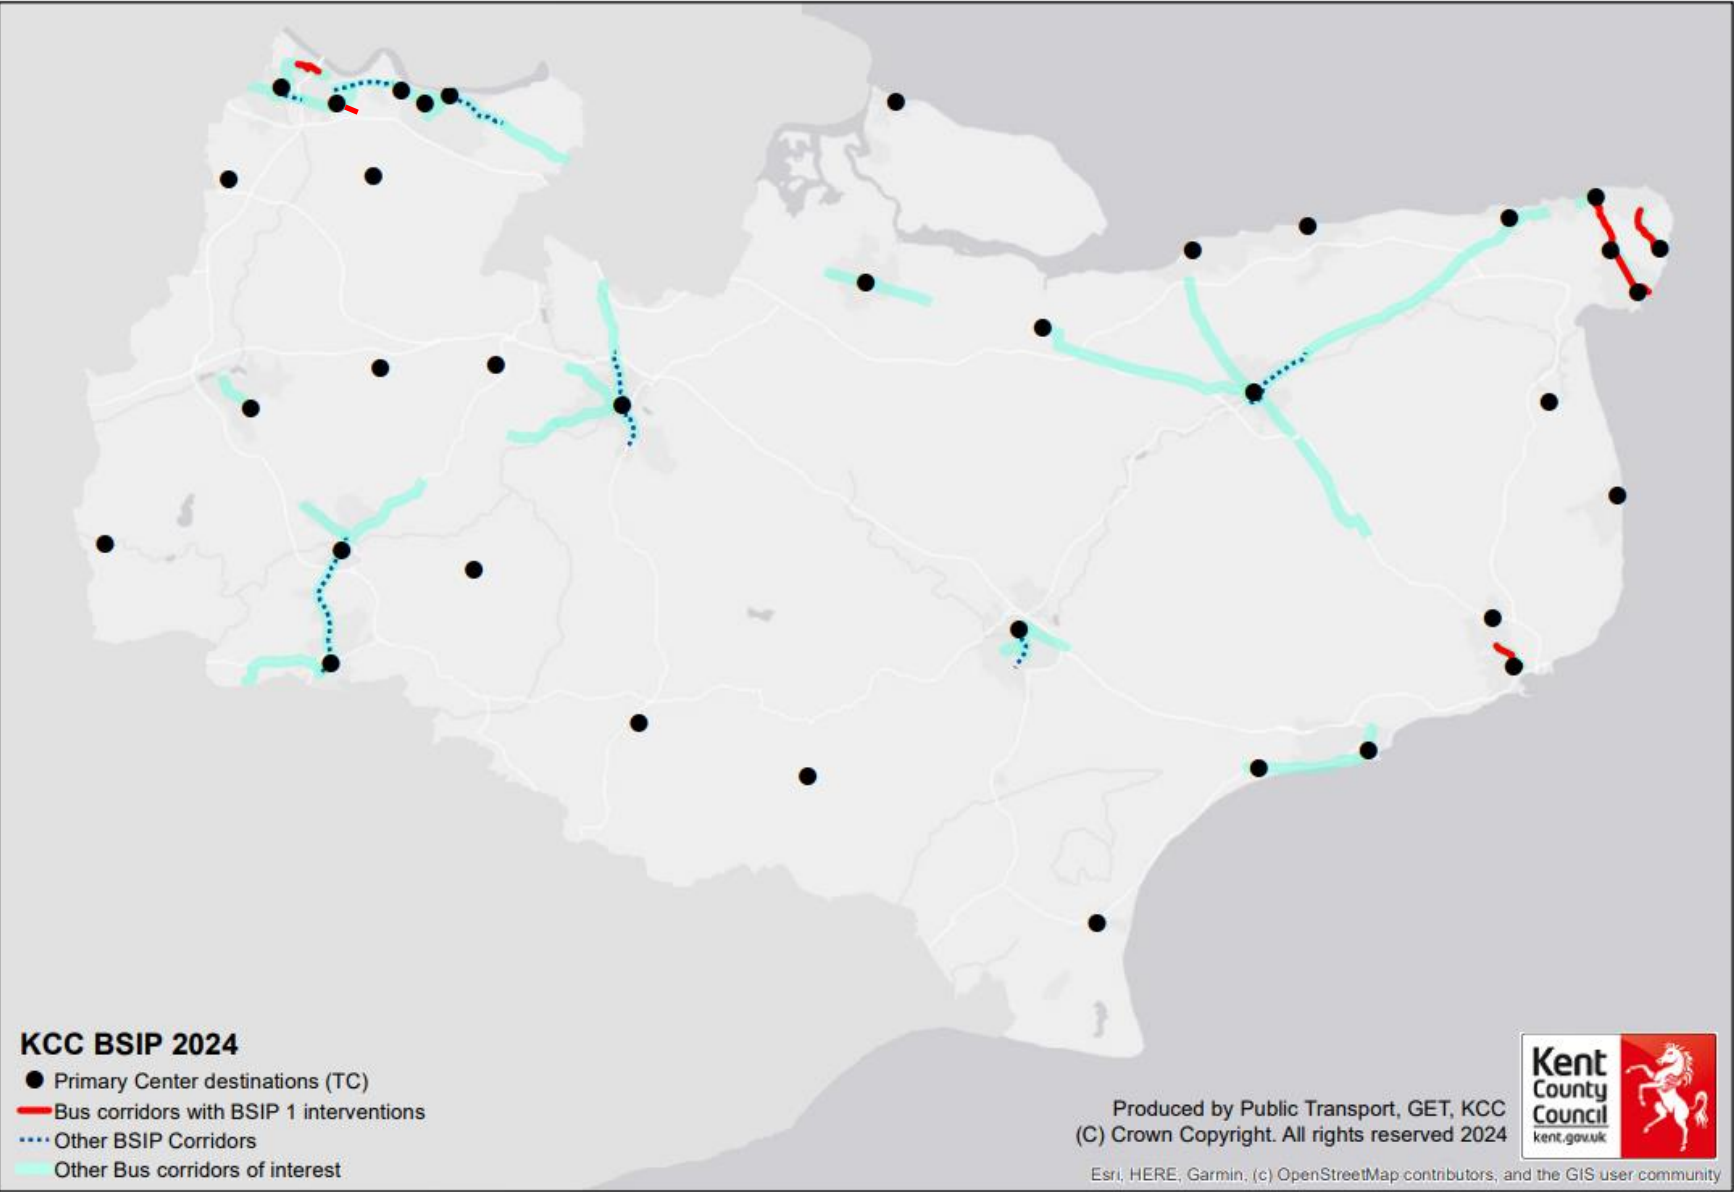 KCC BSIP 2024
Primary Center destinations (TC)
Bus corridors with BSIP 1 interventions
Other BSIP Corridors
Other Bus corridors of interest
Produced by Public Transport, GET, KCC
(C) Crown Copyright. All rights reserved 2024
Kent
County
Council
kent.gov.uk
Esri, HERE, Garmin, (c) OpenStreetMap contributors, and the GIS user community